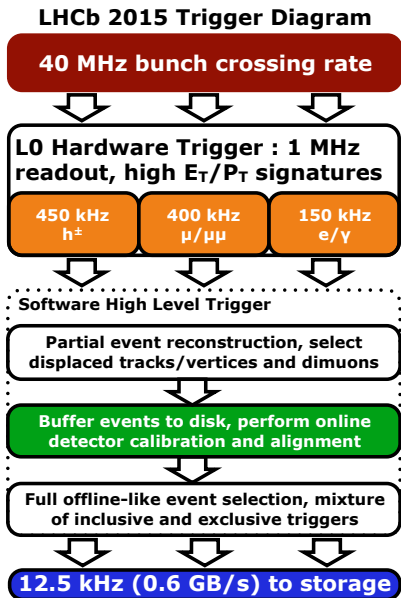 LHCb 2015 Trigger Diagram
40 MHz bunch crossing rate
L0 Hardware Trigger : 1 MHz
readout, high E_T/P_T signatures
450 kHz
h±
400 kHz
μ/μμ
150 kHz
e/γ
Software High Level Trigger
Partial event reconstruction, select
displaced tracks/vertices and dimuons
Buffer events to disk, perform online
detector calibration and alignment
Full offline-like event selection, mixture
of inclusive and exclusive triggers
12.5 kHz (0.6 GB/s) to storage